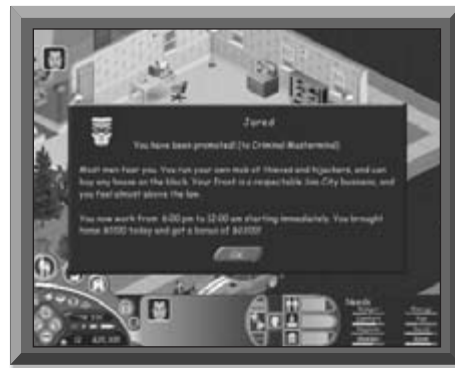 Jared
You have been promoted! (to Criminal Mastermind)
Most men fear you. You run your own mob of thieves and hijackers, and can
buy any house on the block. Your front is a respectable Sim City business, and
you feel almost above the law.
You now work from 6:00 pm to 12:00 am starting immediately. You brought
home today and got a bonus of
Ok
Needs